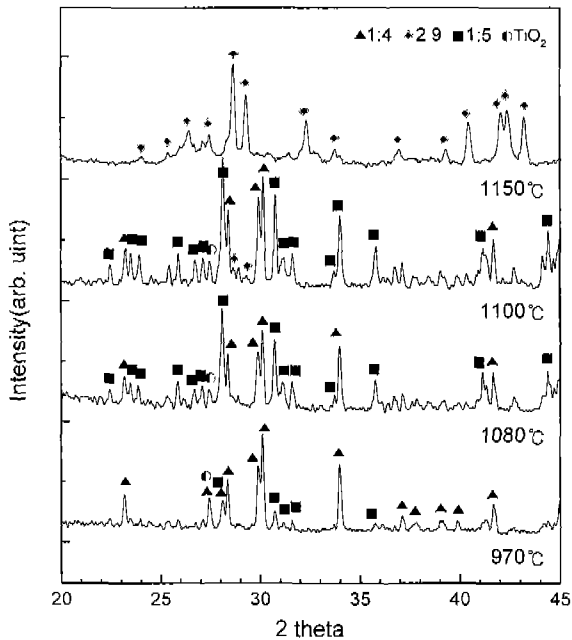 ▲1:4 ✦2 9 ■1:5 ◐TiO₂
1150℃
1100℃
1080℃
970℃
Intensity(arb. uint)
20 25 30 35 40 45
2 theta